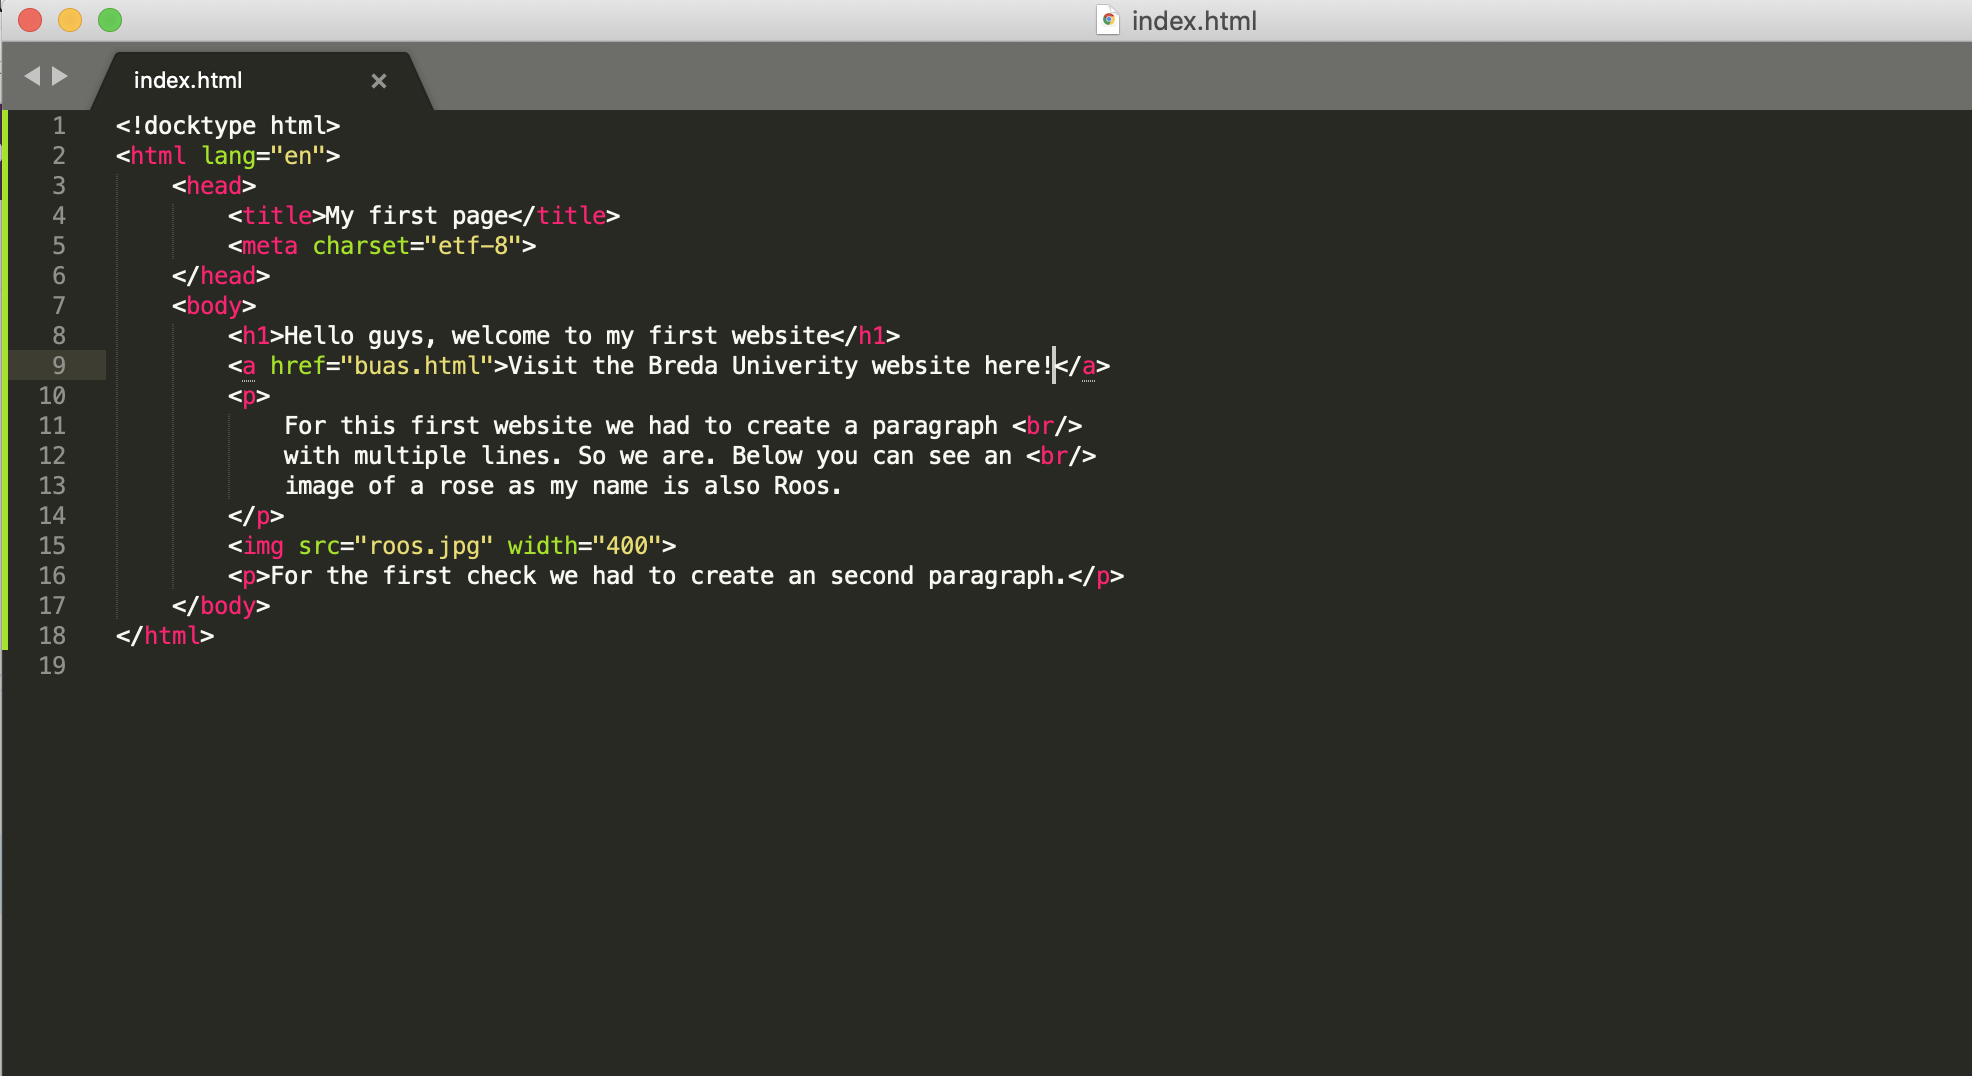 index.html
index.html ×
1 <!docktype html>
2 <html lang="en">
3 <head>
4 <title>My first page</title>
5 <meta charset="etf-8">
6 </head>
7 <body>
8 <h1>Hello guys, welcome to my first website</h1>
9 <a href="buas.html">Visit the Breda Univerity website here!</a>
10 <p>
11 For this first website we had to create a paragraph <br/>
12 with multiple lines. So we are. Below you can see an <br/>
13 image of a rose as my name is also Roos.
14 </p>
15 <img src="roos.jpg" width="400">
16 <p>For the first check we had to create an second paragraph.</p>
17 </body>
18 </html>
19